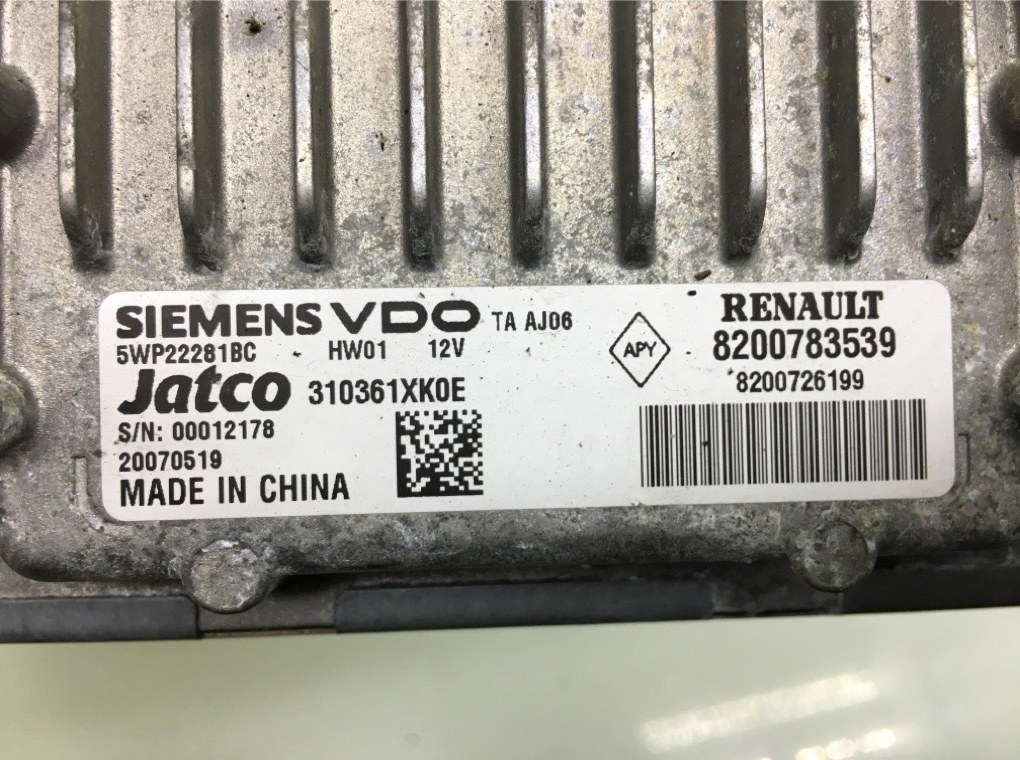 SIEMENS VDO TA AJ06
5WP22281BC HW01 12V
Jatco 310361XK0E
S/N: 00012178
20070519
MADE IN CHINA
APY
RENAULT
8200783539
8200726199